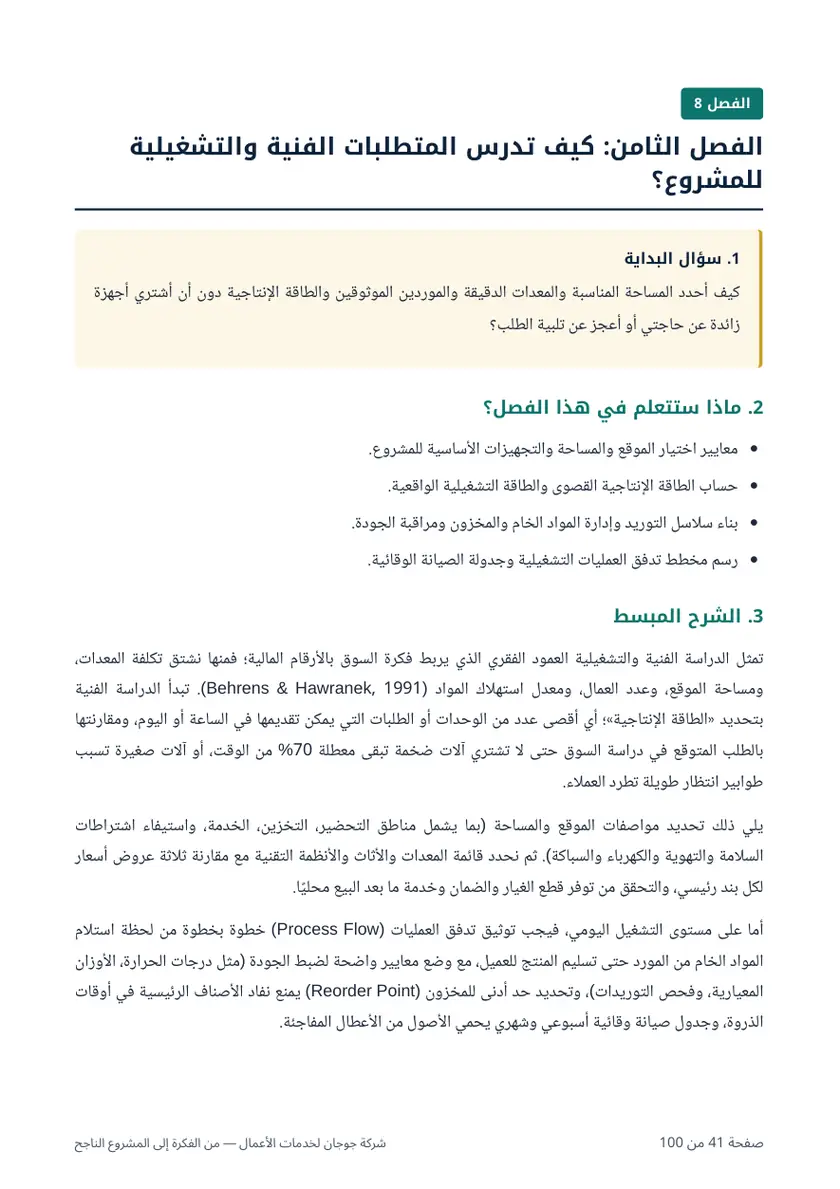 الفصل 8
الفصل الثامن: كيف تدرس المتطلبات الفنية والتشغيلية
للمشروع؟
1. سؤال البداية
كيف أحدد المساحة المناسبة والمعدات الدقيقة والموردين الموثوقين والطاقة الإنتاجية دون أن أشتري أجهزة
زائدة عن حاجتي أو أعجز عن تلبية الطلب؟
2. ماذا ستتعلم في هذا الفصل؟
• معايير اختيار الموقع والمساحة والتجهيزات الأساسية للمشروع.
• حساب الطاقة الإنتاجية القصوى والطاقة التشغيلية الواقعية.
• بناء سلاسل التوريد وإدارة المواد الخام والمخزون ومراقبة الجودة.
• رسم مخطط تدفق العمليات التشغيلية وجدولة الصيانة الوقائية.
3. الشرح المبسط
تمثل الدراسة الفنية والتشغيلية العمود الفقري الذي يربط فكرة السوق بالأرقام المالية؛ فمنها نشتق تكلفة المعدات،
ومساحة الموقع، وعدد العمال، ومعدل استهلاك المواد (Behrens & Hawranek, 1991). تبدأ الدراسة الفنية
بتحديد «الطاقة الإنتاجية»؛ أي أقصى عدد من الوحدات أو الطلبات التي يمكن تقديمها في الساعة أو اليوم، ومقارنتها
بالطلب المتوقع في دراسة السوق حتى لا تشتري آلات ضخمة تبقى معطلة 70% من الوقت، أو آلات صغيرة تسبب
طوابير انتظار طويلة تطرد العملاء.
يلي ذلك تحديد مواصفات الموقع والمساحة (بما يشمل مناطق التحضير، التخزين، الخدمة، واستيفاء اشتراطات
السلامة والتهوية والكهرباء والسباكة). ثم نحدد قائمة المعدات والأثاث والأنظمة التقنية مع مقارنة ثلاثة عروض أسعار
لكل بند رئيسي، والتحقق من توفر قطع الغيار والضمان وخدمة ما بعد البيع محليًا.
أما على مستوى التشغيل اليومي، فيجب توثيق تدفق العمليات (Process Flow) خطوة بخطوة من لحظة استلام
المواد الخام من المورد حتى تسليم المنتج للعميل، مع وضع معايير واضحة لضبط الجودة (مثل درجات الحرارة، الأوزان
المعيارية، وفحص التوريدات)، وتحديد حد أدنى للمخزون (Reorder Point) يمنع نفاد الأصناف الرئيسية في أوقات
الذروة، وجدول صيانة وقائية أسبوعي وشهري يحمي الأصول من الأعطال المفاجئة.
صفحة 41 من 100
شركة جوجان لخدمات الأعمال — من الفكرة إلى المشروع الناجح